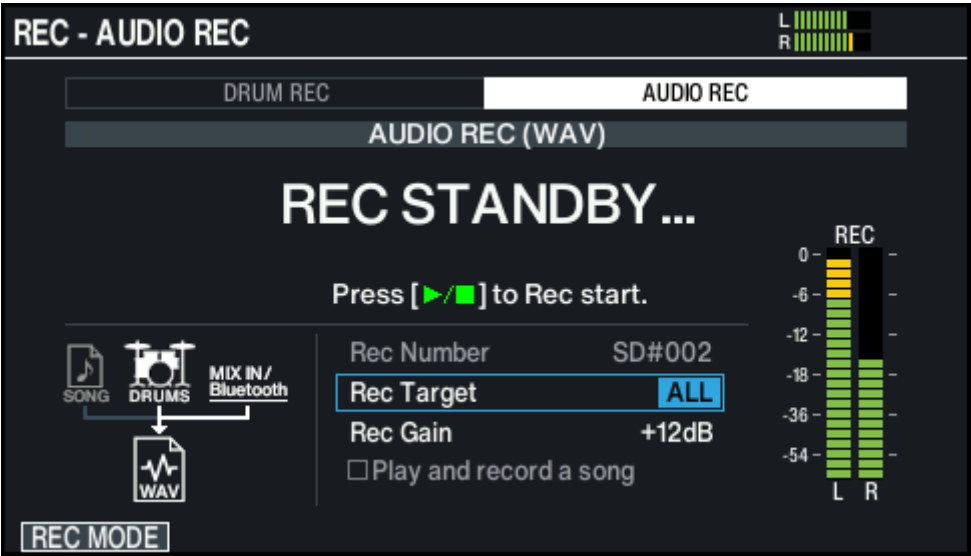 REC - AUDIO REC
L
R
DRUM REC
AUDIO REC
AUDIO REC (WAV)
REC STANDBY...
Press [▶/■] to Rec start.
REC
0
-6
-12
-18
-36
-54
L R
SONG
DRUMS
MIX IN/
Bluetooth
WAV
Rec Number SD#002
Rec Target ALL
Rec Gain +12dB
☐Play and record a song
REC MODE